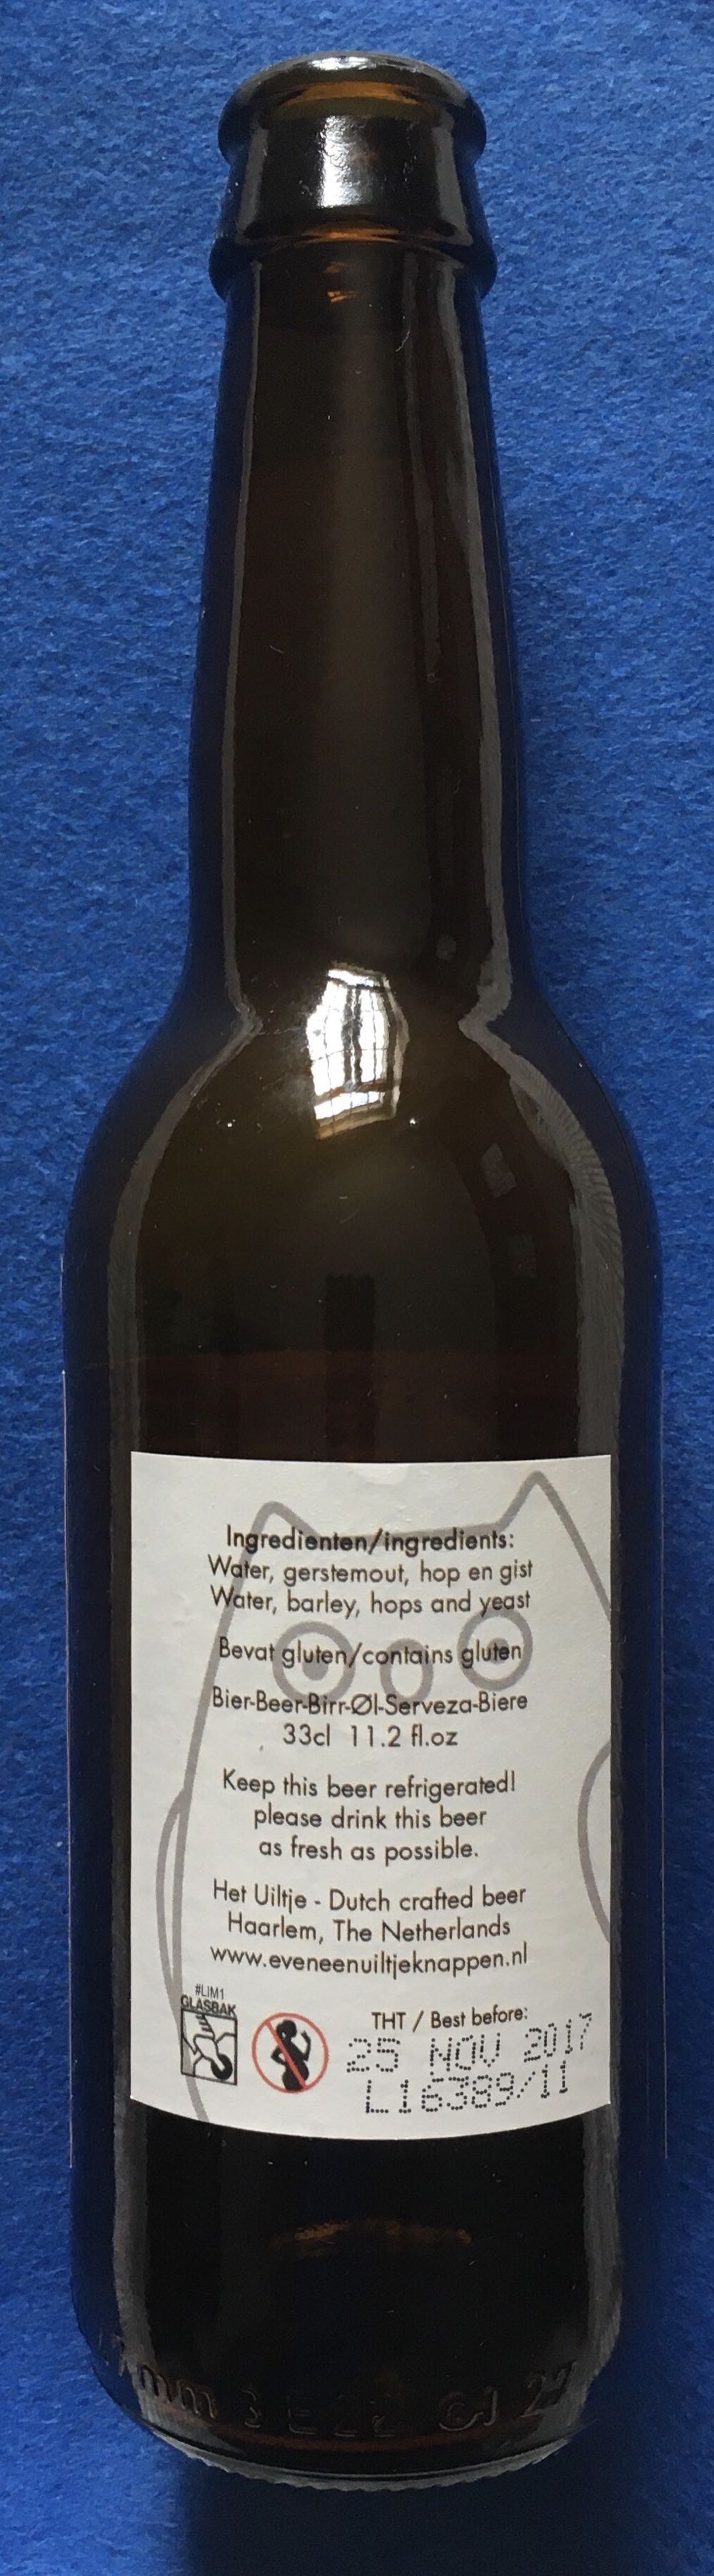 Ingredienten/ingredients:
Water, gerstemout, hop en gist
Water, barley, hops and yeast
Bevat gluten/contains gluten
Bier-Beer-Birr-Øl-Serveza-Biere
33cl 11.2 fl.oz
Keep this beer refrigerated!
please drink this beer
as fresh as possible.
Het Uiltje - Dutch crafted beer
Haarlem, The Netherlands
www.eveneenuiltjeknappen.nl
#LIM1
GLASBAK
THT / Best before:
25 NOV 2017
L16389/11
mm 3